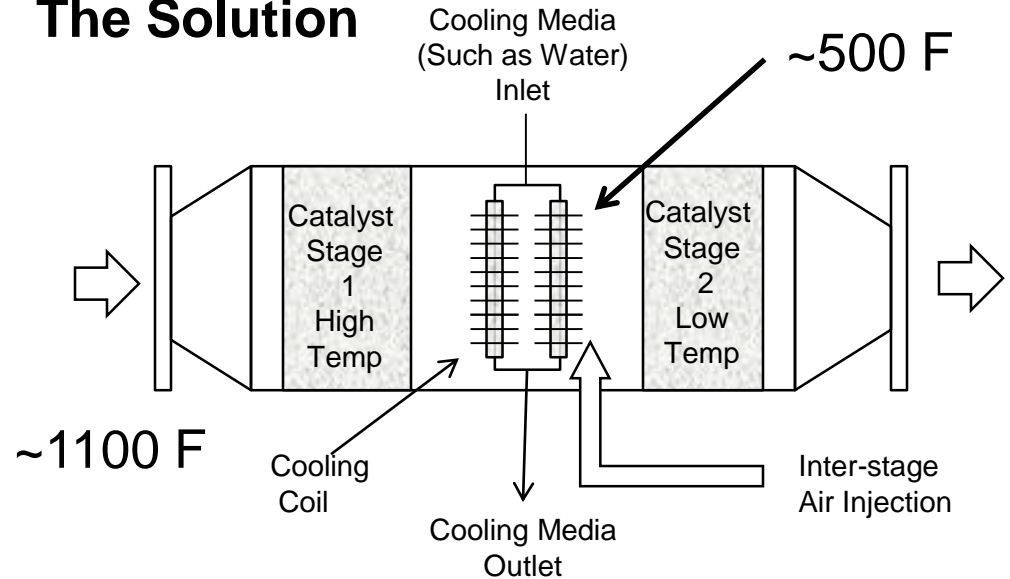 The Solution
Cooling Media
(Such as Water)
Inlet
~500 F
Catalyst
Stage
1
High
Temp
Catalyst
Stage
2
Low
Temp
~1100 F
Cooling
Coil
Inter-stage
Air Injection
Cooling Media
Outlet